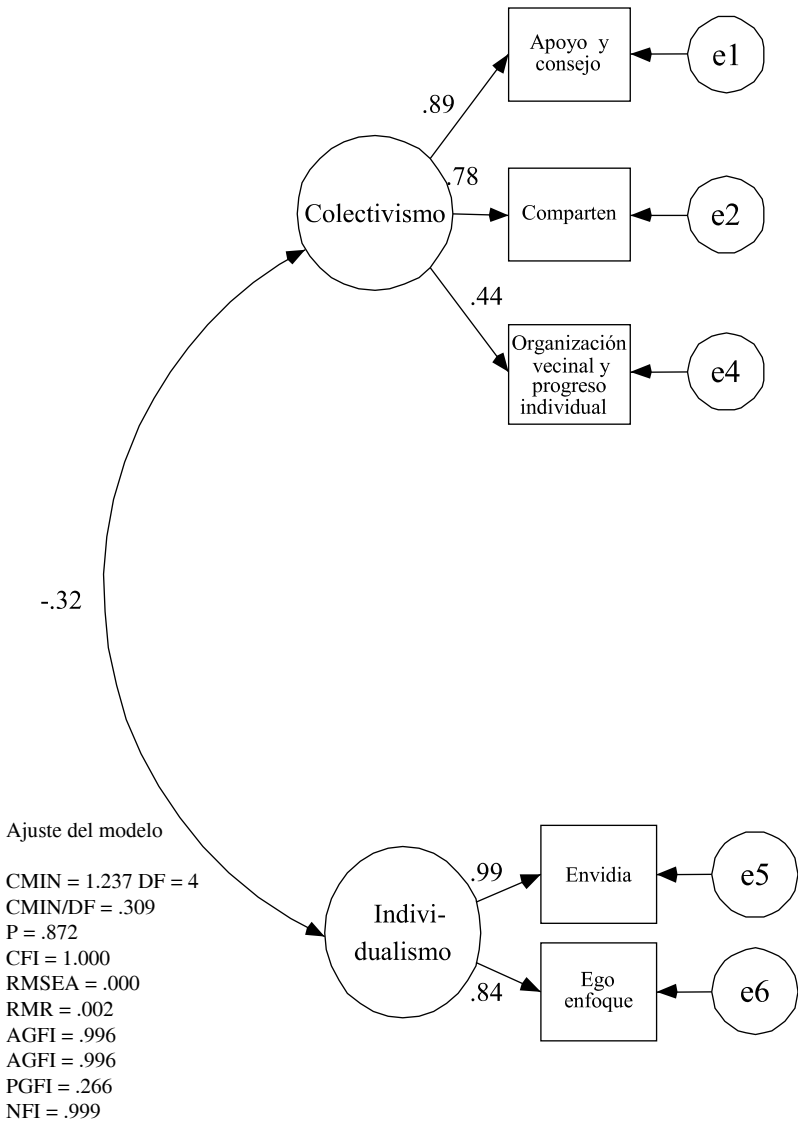 Apoyo y
consejo
e1
.89
.78
Colectivismo
Comparten
e2
.44
Organización
vecinal y
progreso
individual
e4
-.32
Ajuste del modelo
CMIN = 1.237 DF = 4
CMIN/DF = .309
P = .872
CFI = 1.000
RMSEA = .000
RMR = .002
AGFI = .996
AGFI = .996
PGFI = .266
NFI = .999
Indivi-
dualismo
.99
Envidia
e5
.84
Ego
enfoque
e6